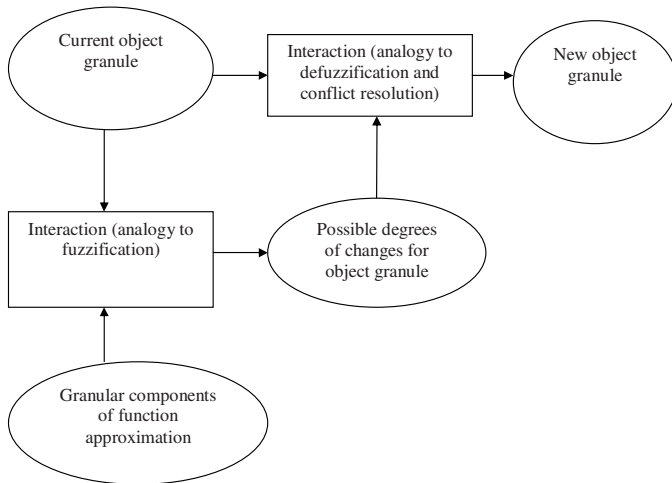 Current object
granule
Interaction (analogy to
defuzzification and
conflict resolution)
New object
granule
Interaction (analogy to
fuzzification)
Possible degrees
of changes for
object granule
Granular components
of function
approximation